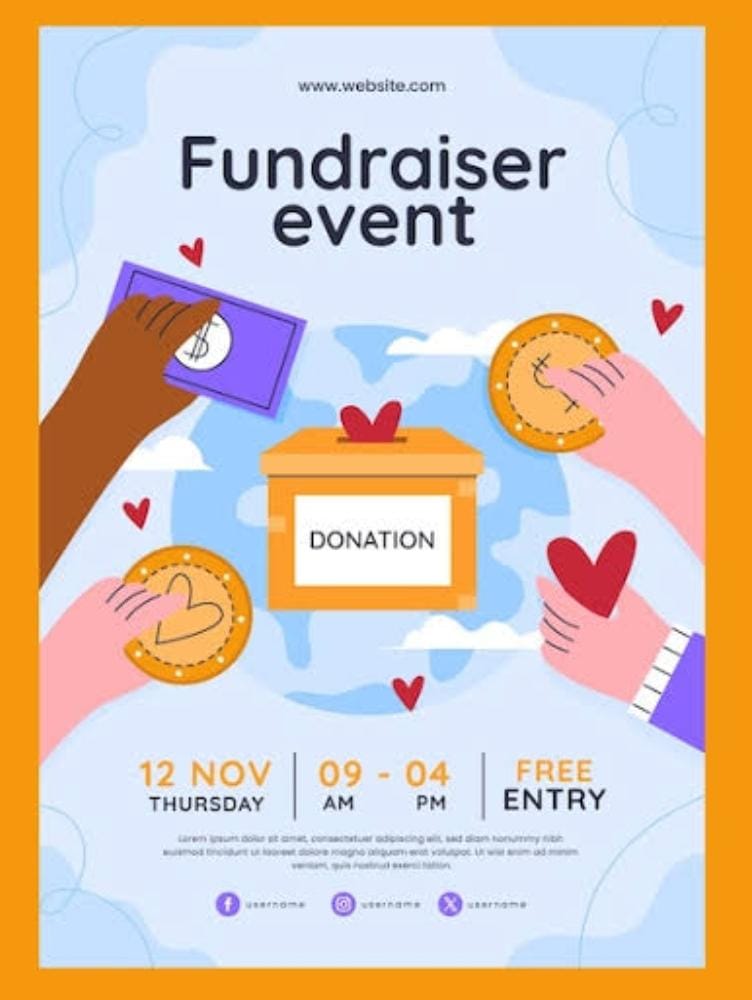 www.website.com
Fundraiser
event
$
DONATION
12 NOV
THURSDAY
09 - 04
AM PM
FREE
ENTRY
Lorem ipsum dolor sit amet, consectetuer adipiscing elit, sed diam nonummy nibh
euismod tincidunt ut laoreet dolore magna aliquam erat volutpat. Ut wisi enim ad minim
veniam, quis nostrud exerci tation.
username username username